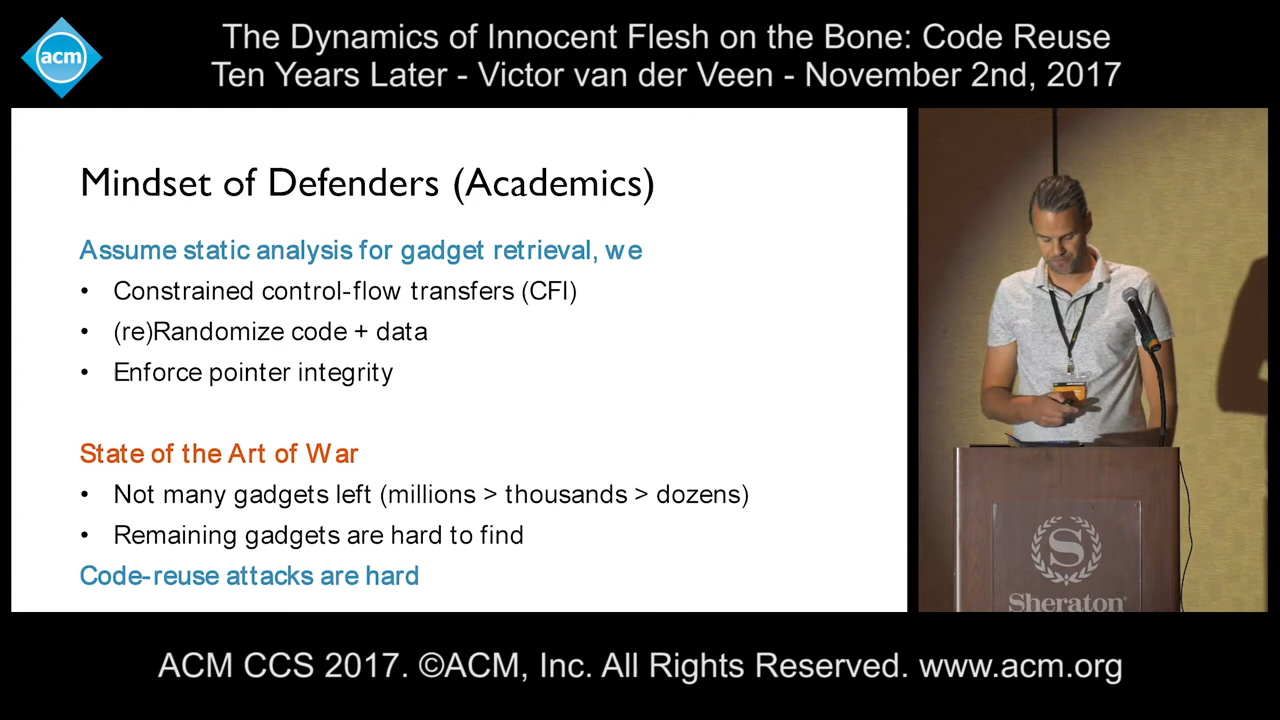 acm
The Dynamics of Innocent Flesh on the Bone: Code Reuse
Ten Years Later - Victor van der Veen - November 2nd, 2017
Mindset of Defenders (Academics)
Assume static analysis for gadget retrieval, we
• Constrained control-flow transfers (CFI)
• (re)Randomize code + data
• Enforce pointer integrity
State of the Art of War
• Not many gadgets left (millions > thousands > dozens)
• Remaining gadgets are hard to find
Code-reuse attacks are hard
S
Sheraton
ACM CCS 2017. ©ACM, Inc. All Rights Reserved. www.acm.org